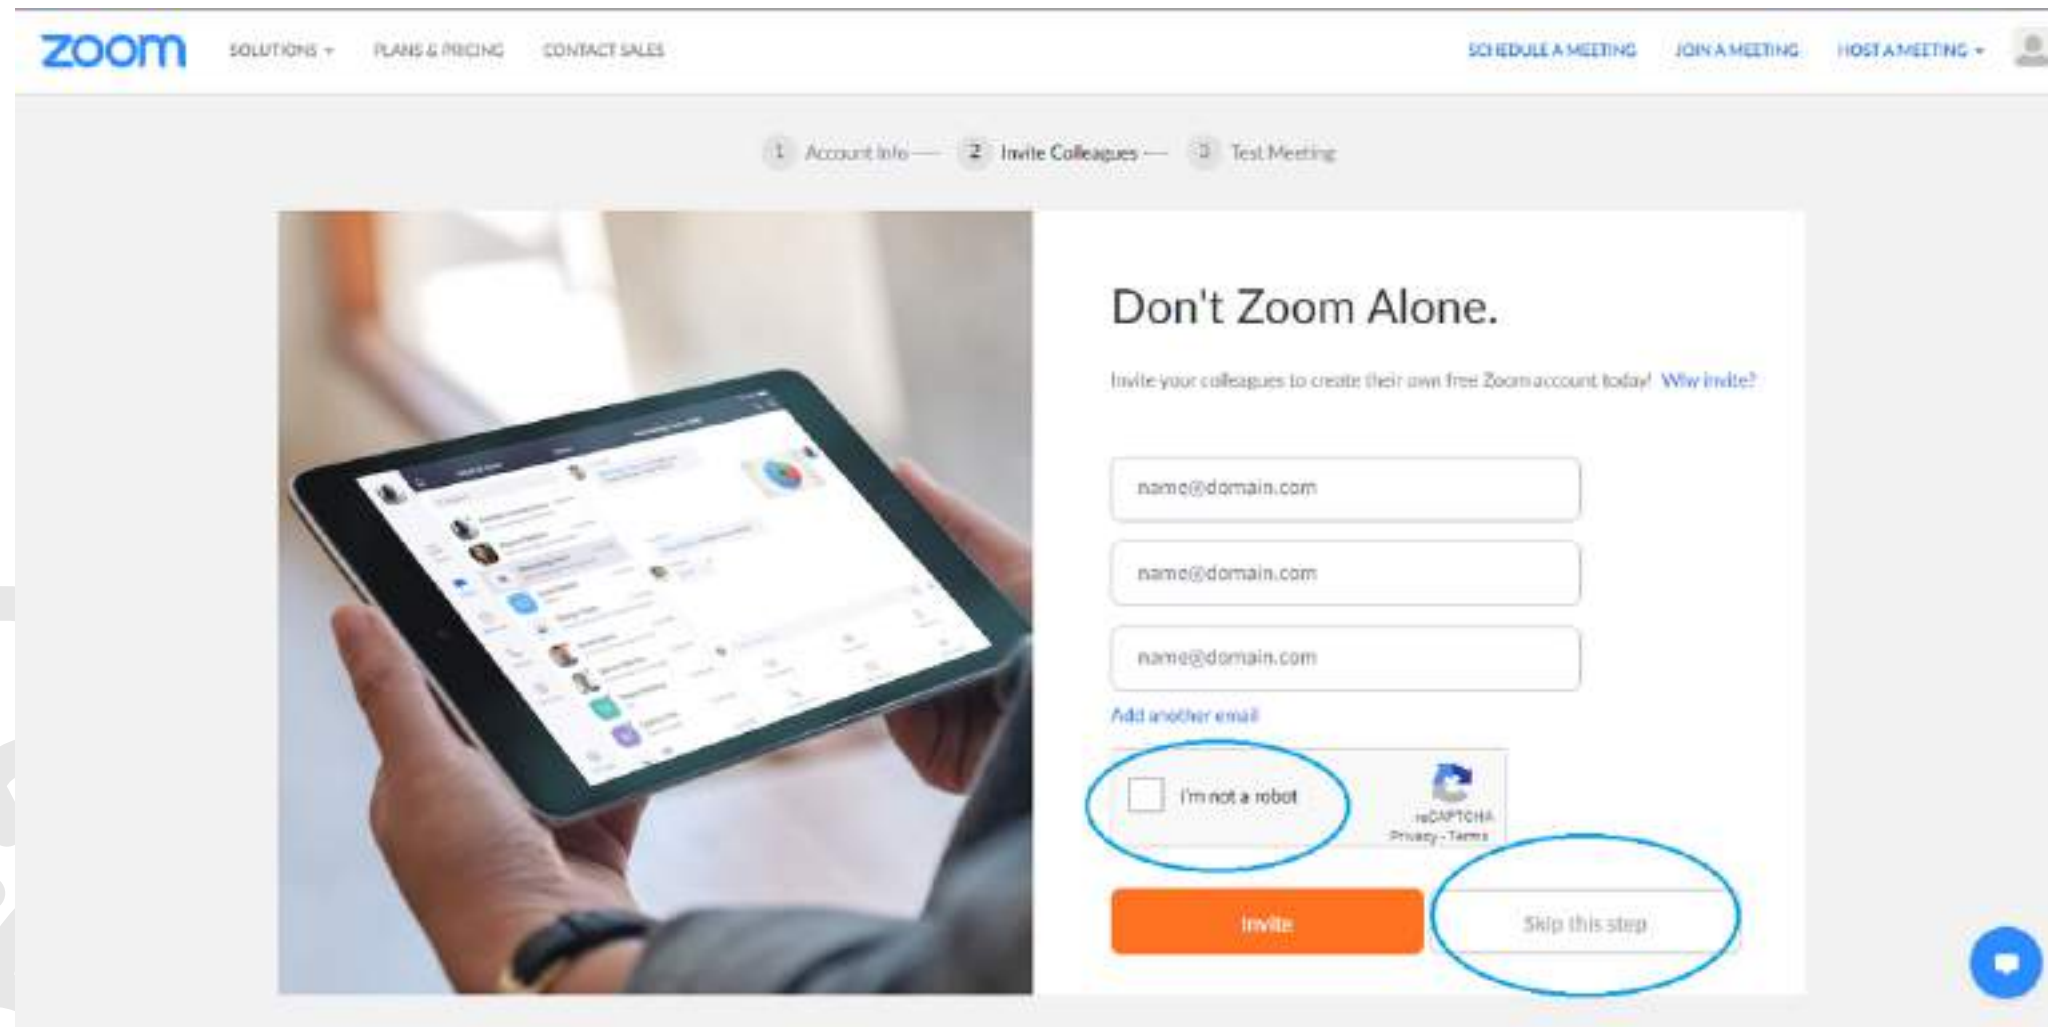 zoom SOLUTIONS PLANS & PRICING CONTACT SALES SCHEDULE A MEETING JOIN A MEETING HOST A MEETING
1 Account Info 2 Invite Colleagues 3 Test Meeting
Don't Zoom Alone.
Invite your colleagues to create their own free Zoom account today! Why invite?
name@domain.com
name@domain.com
name@domain.com
Add another email
I'm not a robot
reCAPTCHA
Privacy - Terms
Invite Skip this step